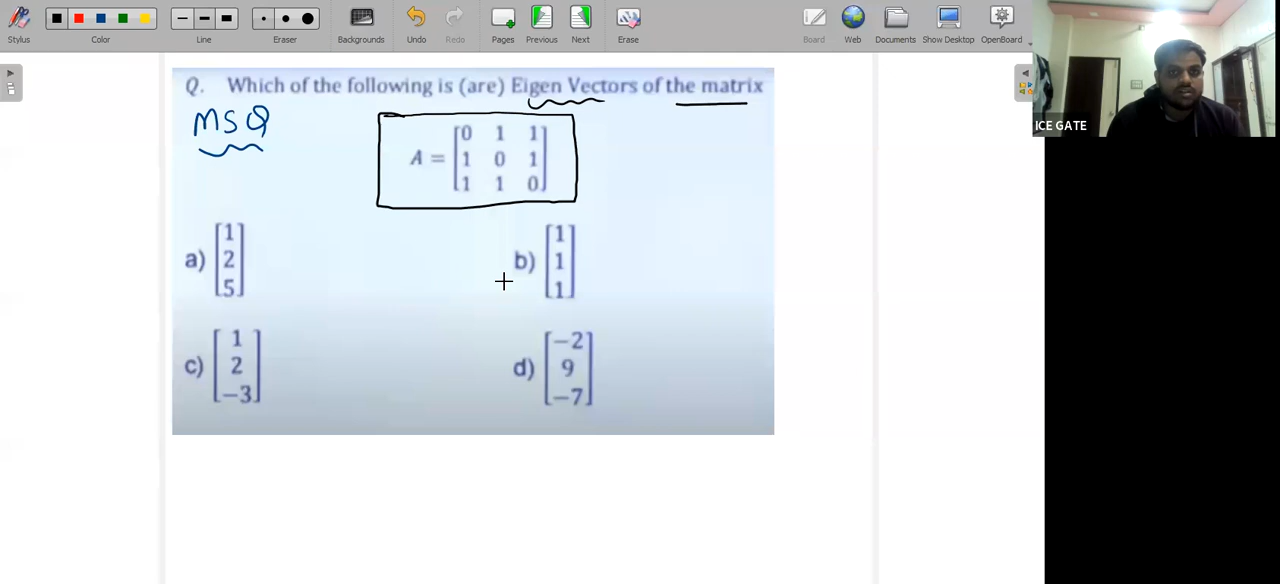 Stylus Color Line Eraser Backgrounds Undo Redo Pages Previous Next Erase Board Web Documents Show Desktop OpenBoard
ICE GATE
Q. Which of the following is (are) Eigen Vectors of the matrix
MSQ
A = [0 1 1
1 0 1
1 1 0]
a) [1
2
5]
b) [1
1
1]
c) [1
2
-3]
d) [-2
9
-7]